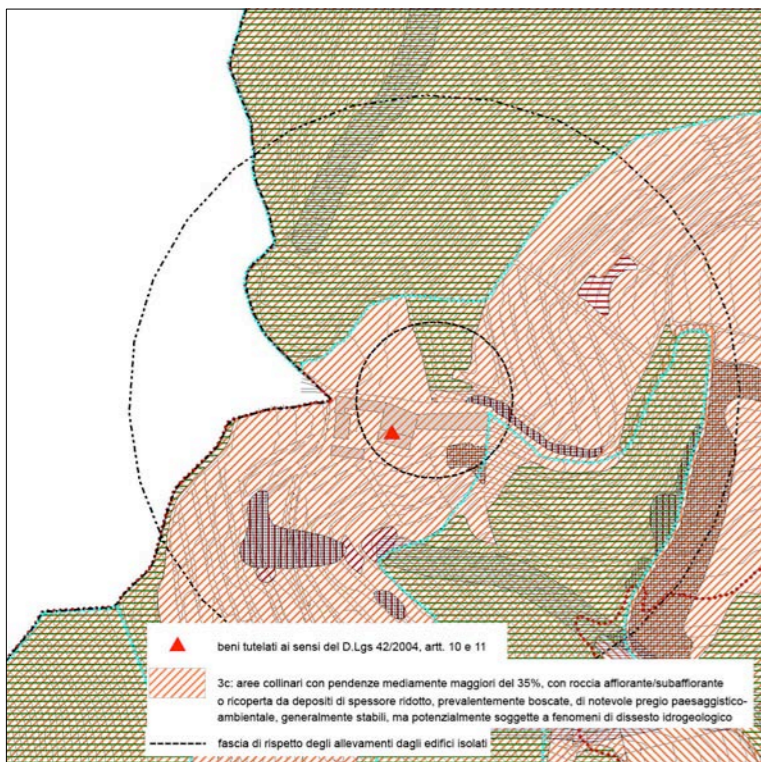 beni tutelati ai sensi del D.Lgs 42/2004, artt. 10 e 11
3c: aree collinari con pendenze mediamente maggiori del 35%, con roccia affiorante/subaffiorante
o ricoperta da depositi di spessore ridotto, prevalentemente boscate, di notevole pregio paesaggistico-
ambientale, generalmente stabili, ma potenzialmente soggette a fenomeni di dissesto idrogeologico
fascia di rispetto degli allevamenti dagli edifici isolati